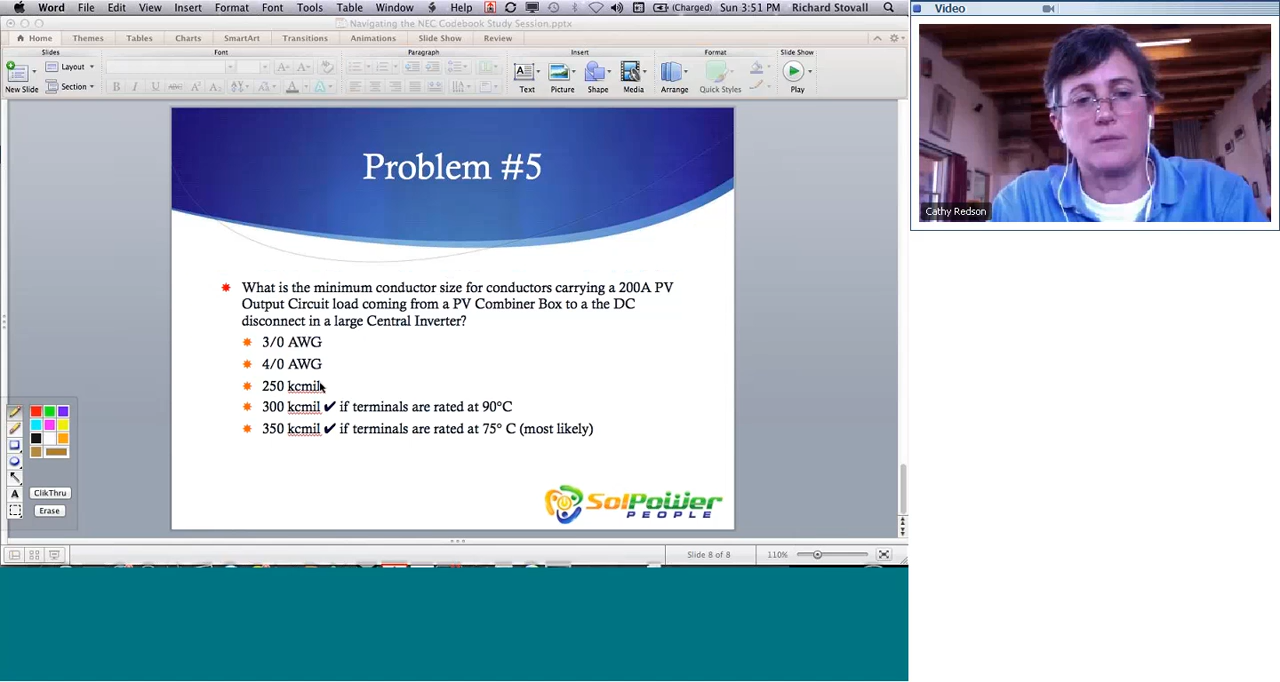 Word File Edit View Insert Format Font Tools Table Window Help (Charged) Sun 3:51 PM Richard Stovall
Navigating the NEC Codebook Study Session.pptx
Home Themes Tables Charts SmartArt Transitions Animations Slide Show Review
Slides Font Paragraph Insert Format Slide Show
New Slide Layout Section Text Picture Shape Media Arrange Quick Styles Play
Problem #5
What is the minimum conductor size for conductors carrying a 200A PV
Output Circuit load coming from a PV Combiner Box to a the DC
disconnect in a large Central Inverter?
3/0 AWG
4/0 AWG
250 kcmil
300 kcmil ✔ if terminals are rated at 90°C
350 kcmil ✔ if terminals are rated at 75° C (most likely)
SolPower
PEOPLE
ClikThru
Erase
Slide 8 of 8 110%
Video
Cathy Redson